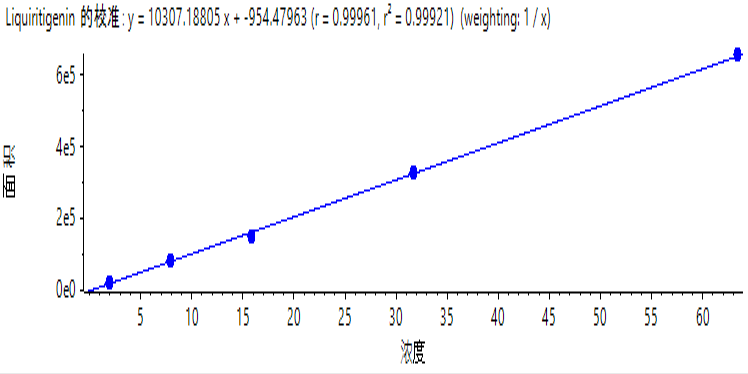 Liquiritigenin 的校准: y = 10307.18805 x + -954.47963 (r = 0.99961, r² = 0.99921) (weighting: 1 / x)
6e5
4e5
面积
2e5
0e0
5 10 15 20 25 30 35 40 45 50 55 60
浓度